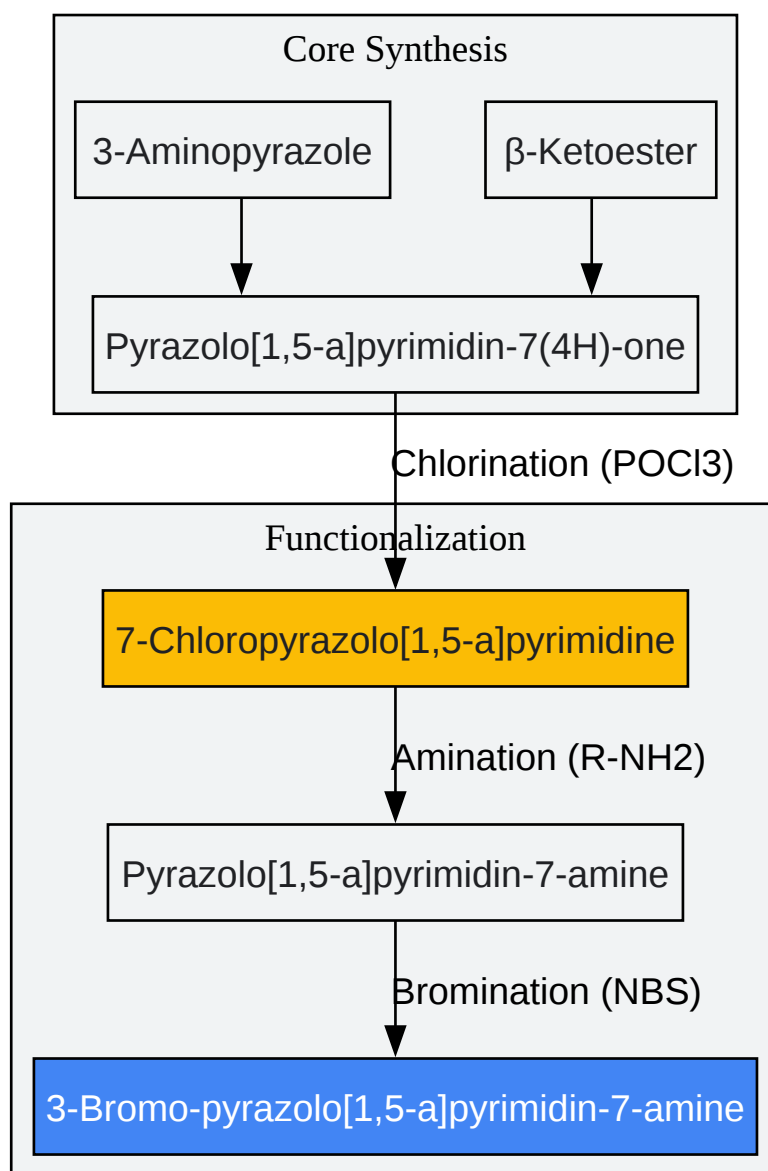 Core Synthesis
3-Aminopyrazole
β-Ketoester
Pyrazolo[1,5-a]pyrimidin-7(4H)-one
Chlorination (POCl3)
Functionalization
7-Chloropyrazolo[1,5-a]pyrimidine
Amination (R-NH2)
Pyrazolo[1,5-a]pyrimidin-7-amine
Bromination (NBS)
3-Bromo-pyrazolo[1,5-a]pyrimidin-7-amine